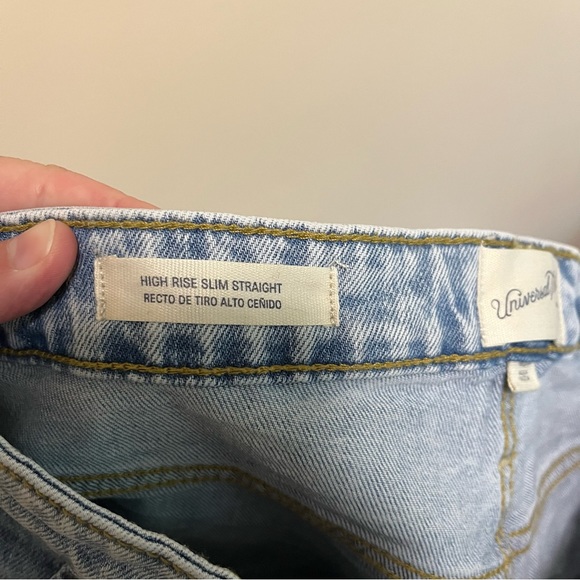 HIGH RISE SLIM STRAIGHT
RECTO DE TIRO ALTO CEÑIDO
Universal